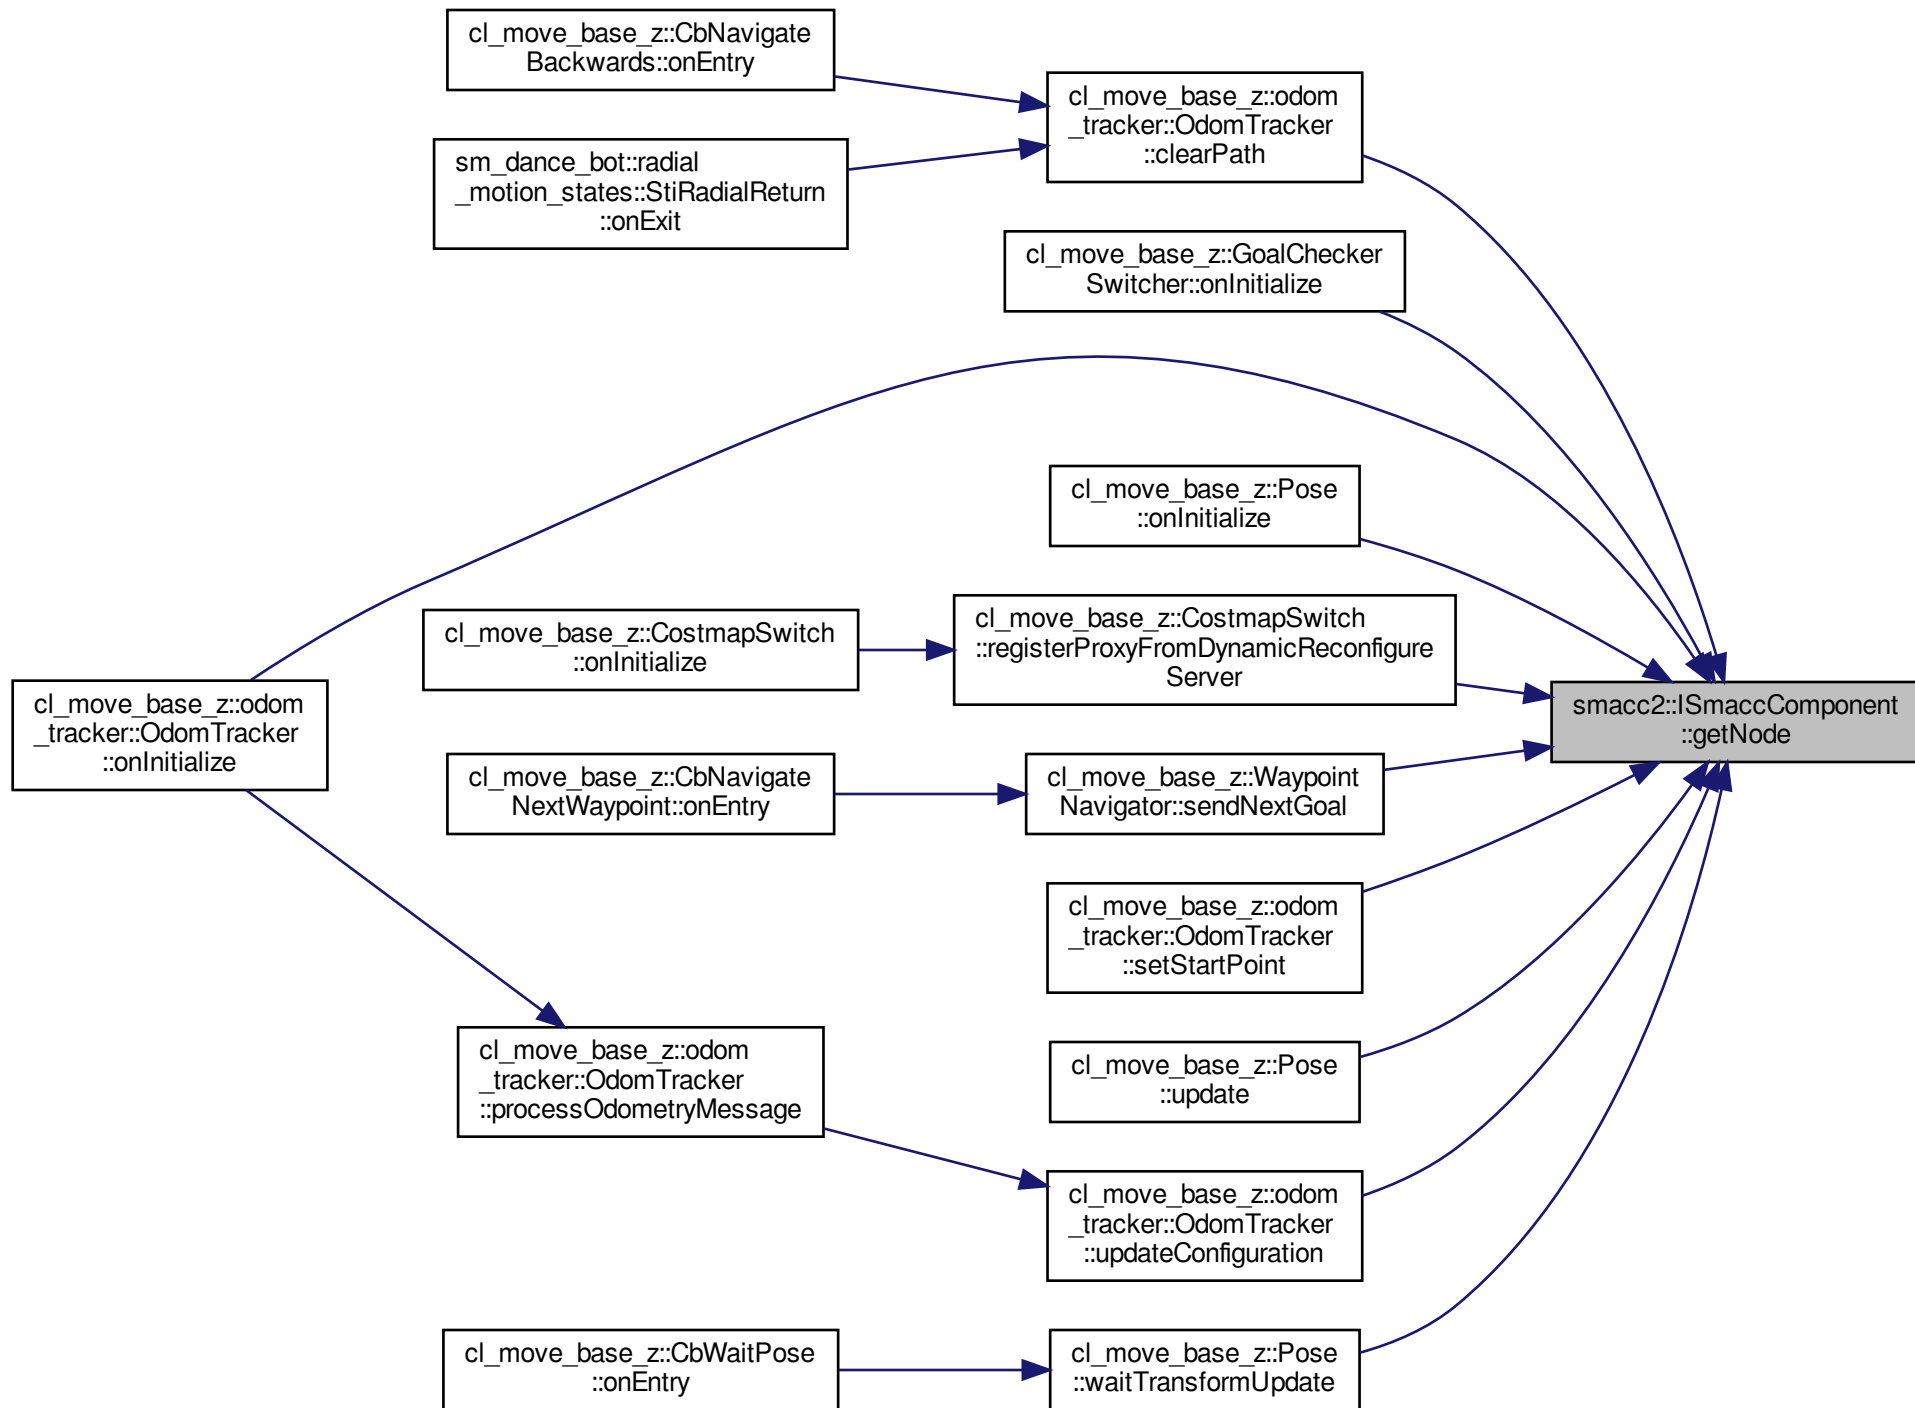 cl_move_base_z::CbNavigate
Backwards::onEntry
cl_move_base_z::odom
_tracker::OdomTracker
::clearPath
sm_dance_bot::radial
_motion_states::StiRadialReturn
::onExit
cl_move_base_z::GoalChecker
Switcher::onInitialize
cl_move_base_z::Pose
::onInitialize
cl_move_base_z::CostmapSwitch
::onInitialize
cl_move_base_z::CostmapSwitch
::registerProxyFromDynamicReconfigure
Server
cl_move_base_z::odom
_tracker::OdomTracker
::onInitialize
smacc2::ISmaccComponent
::getNode
cl_move_base_z::CbNavigate
NextWaypoint::onEntry
cl_move_base_z::Waypoint
Navigator::sendNextGoal
cl_move_base_z::odom
_tracker::OdomTracker
::setStartPoint
cl_move_base_z::odom
_tracker::OdomTracker
::processOdometryMessage
cl_move_base_z::Pose
::update
cl_move_base_z::odom
_tracker::OdomTracker
::updateConfiguration
cl_move_base_z::CbWaitPose
::onEntry
cl_move_base_z::Pose
::waitTransformUpdate